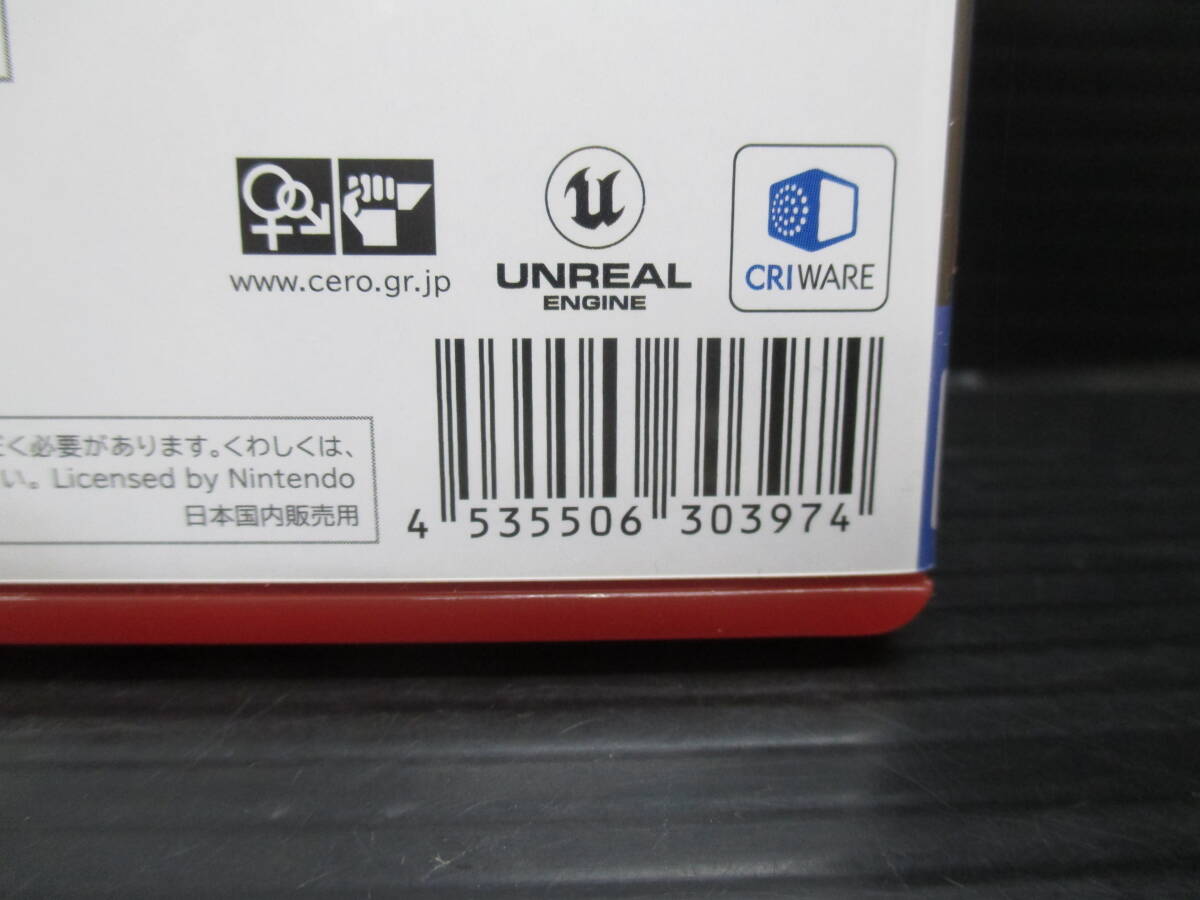 www.cero.gr.jp
UNREAL
ENGINE
CRIWARE
く必要があります。くわしくは、
い。Licensed by Nintendo
日本国内販売用
4 535506 303974